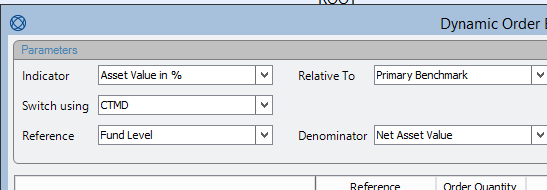 Dynamic Order
Parameters
Indicator Asset Value in % Relative To Primary Benchmark
Switch using CTMD
Reference Fund Level Denominator Net Asset Value
Reference Order Quantity